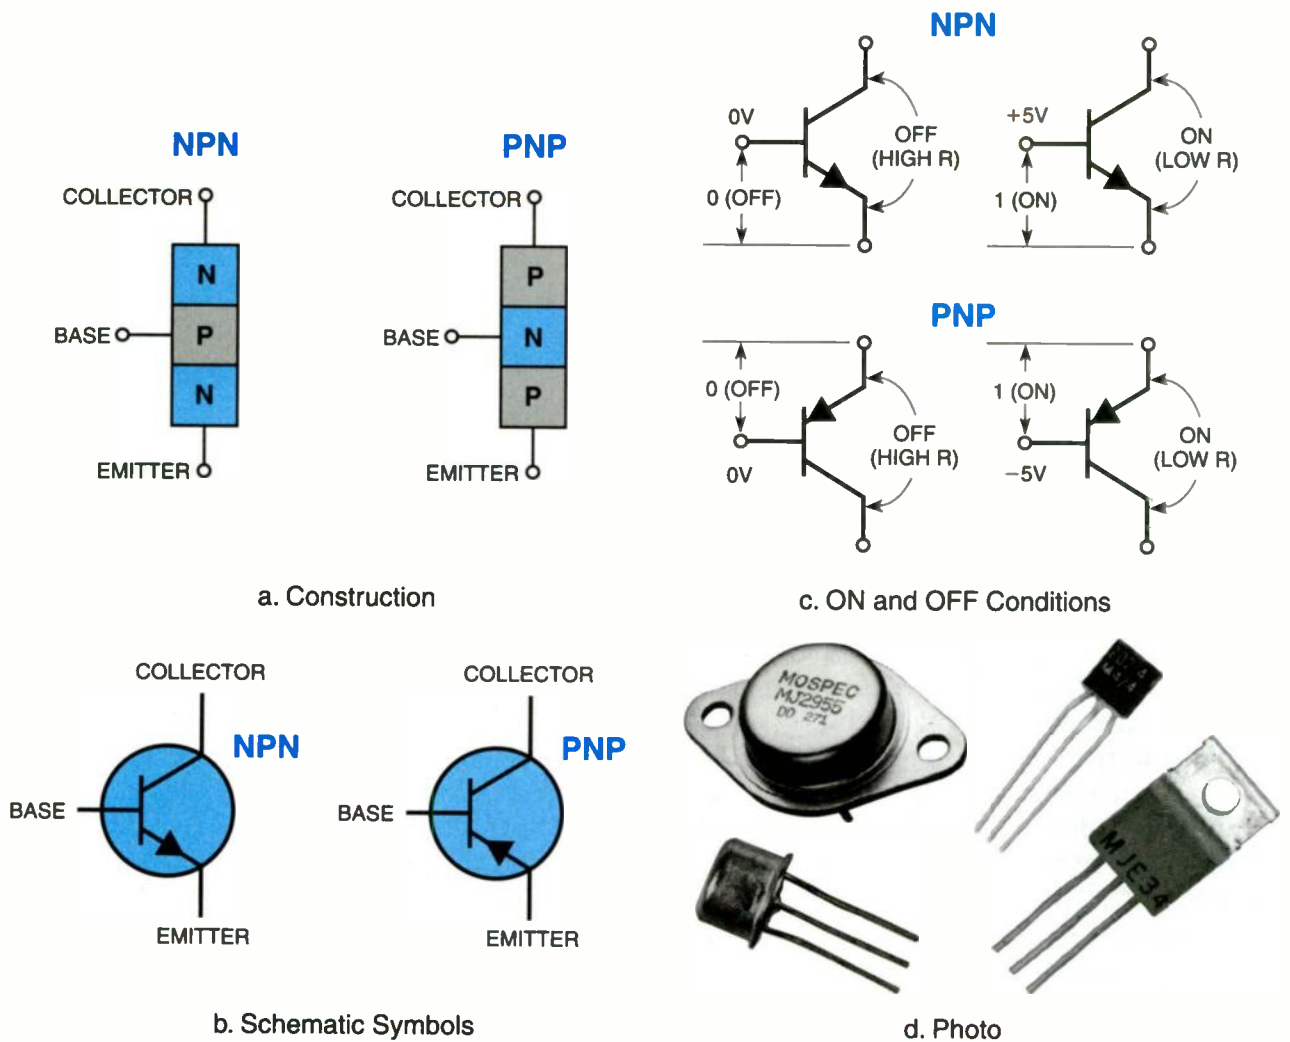 NPN
COLLECTOR
N
P
N
BASE
EMITTER
PNP
COLLECTOR
P
N
P
BASE
EMITTER
a. Construction
COLLECTOR
NPN
BASE
EMITTER
COLLECTOR
PNP
BASE
EMITTER
b. Schematic Symbols
NPN
0V
0 (OFF)
OFF
(HIGH R)
+5V
1 (ON)
ON
(LOW R)
PNP
0 (OFF)
0V
OFF
(HIGH R)
1 (ON)
−5V
ON
(LOW R)
c. ON and OFF Conditions
MOSPEC
MJ2955
271
MJE34
d. Photo